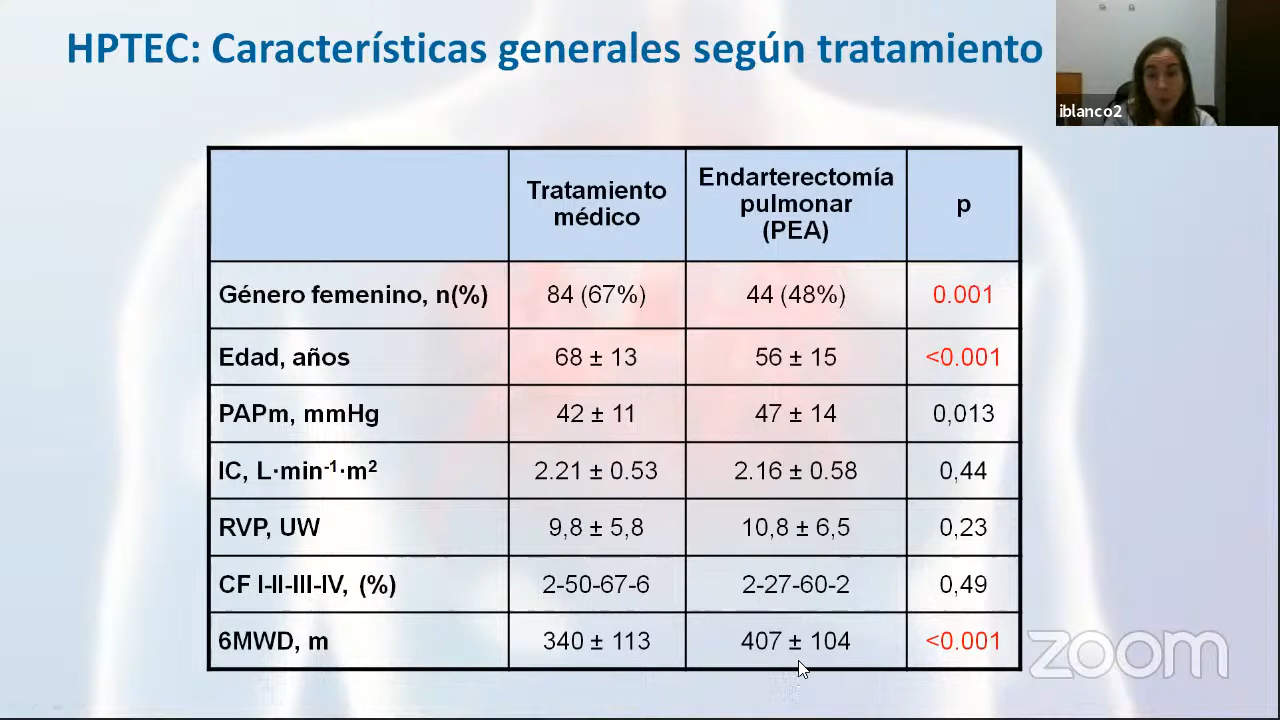 HPTEC: Características generales según tratamiento
iblanco2
Tratamiento médico
Endarterectomía pulmonar (PEA)
p
Género femenino, n(%) 84 (67%) 44 (48%) 0.001
Edad, años 68 ± 13 56 ± 15 <0.001
PAPm, mmHg 42 ± 11 47 ± 14 0,013
IC, L·min-1·m2 2.21 ± 0.53 2.16 ± 0.58 0,44
RVP, UW 9,8 ± 5,8 10,8 ± 6,5 0,23
CF I-II-III-IV, (%) 2-50-67-6 2-27-60-2 0,49
6MWD, m 340 ± 113 407 ± 104 <0.001
zoom